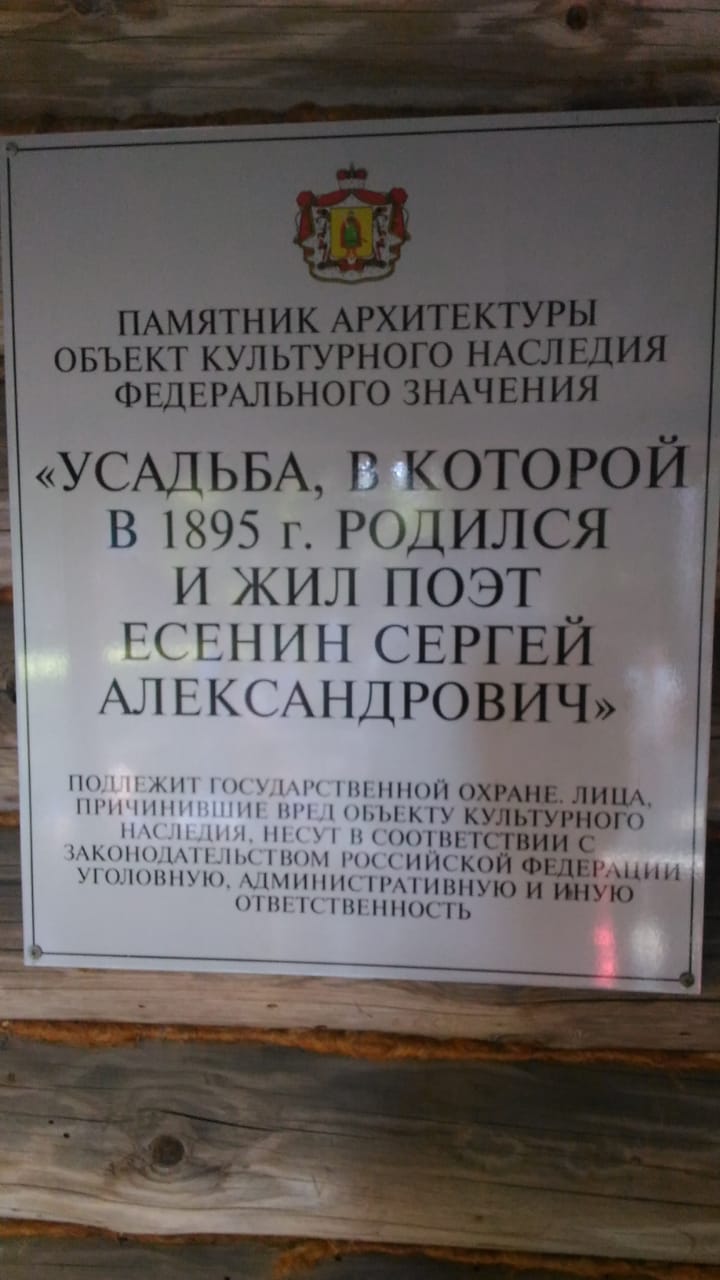 ПАМЯТНИК АРХИТЕКТУРЫ
ОБЪЕКТ КУЛЬТУРНОГО НАСЛЕДИЯ
ФЕДЕРАЛЬНОГО ЗНАЧЕНИЯ
«УСАДЬБА, В КОТОРОЙ
В 1895 г. РОДИЛСЯ
И ЖИЛ ПОЭТ
ЕСЕНИН СЕРГЕЙ
АЛЕКСАНДРОВИЧ»
ПОДЛЕЖИТ ГОСУДАРСТВЕННОЙ ОХРАНЕ. ЛИЦА,
ПРИЧИНИВШИЕ ВРЕД ОБЪЕКТУ КУЛЬТУРНОГО
НАСЛЕДИЯ, НЕСУТ В СООТВЕТСТВИИ С
ЗАКОНОДАТЕЛЬСТВОМ РОССИЙСКОЙ ФЕДЕРАЦИИ
УГОЛОВНУЮ, АДМИНИСТРАТИВНУЮ И ИНУЮ
ОТВЕТСТВЕННОСТЬ